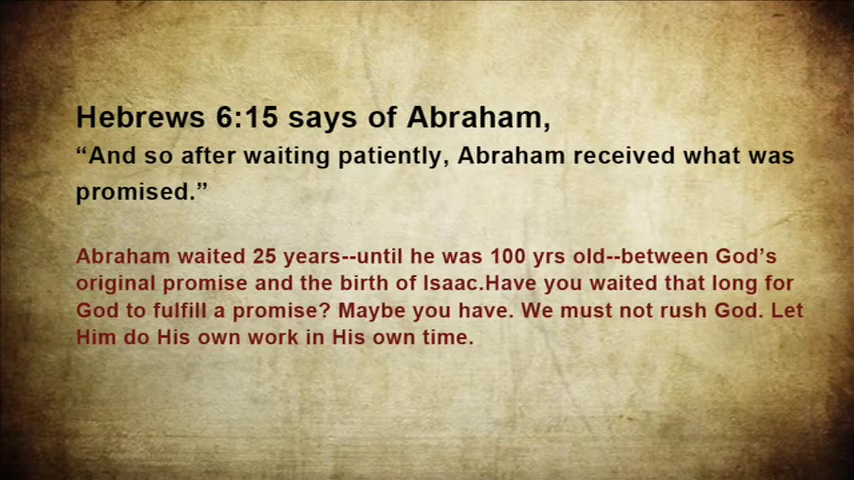 Hebrews 6:15 says of Abraham,
“And so after waiting patiently, Abraham received what was
promised.”
Abraham waited 25 years--until he was 100 yrs old--between God’s
original promise and the birth of Isaac.Have you waited that long for
God to fulfill a promise? Maybe you have. We must not rush God. Let
Him do His own work in His own time.